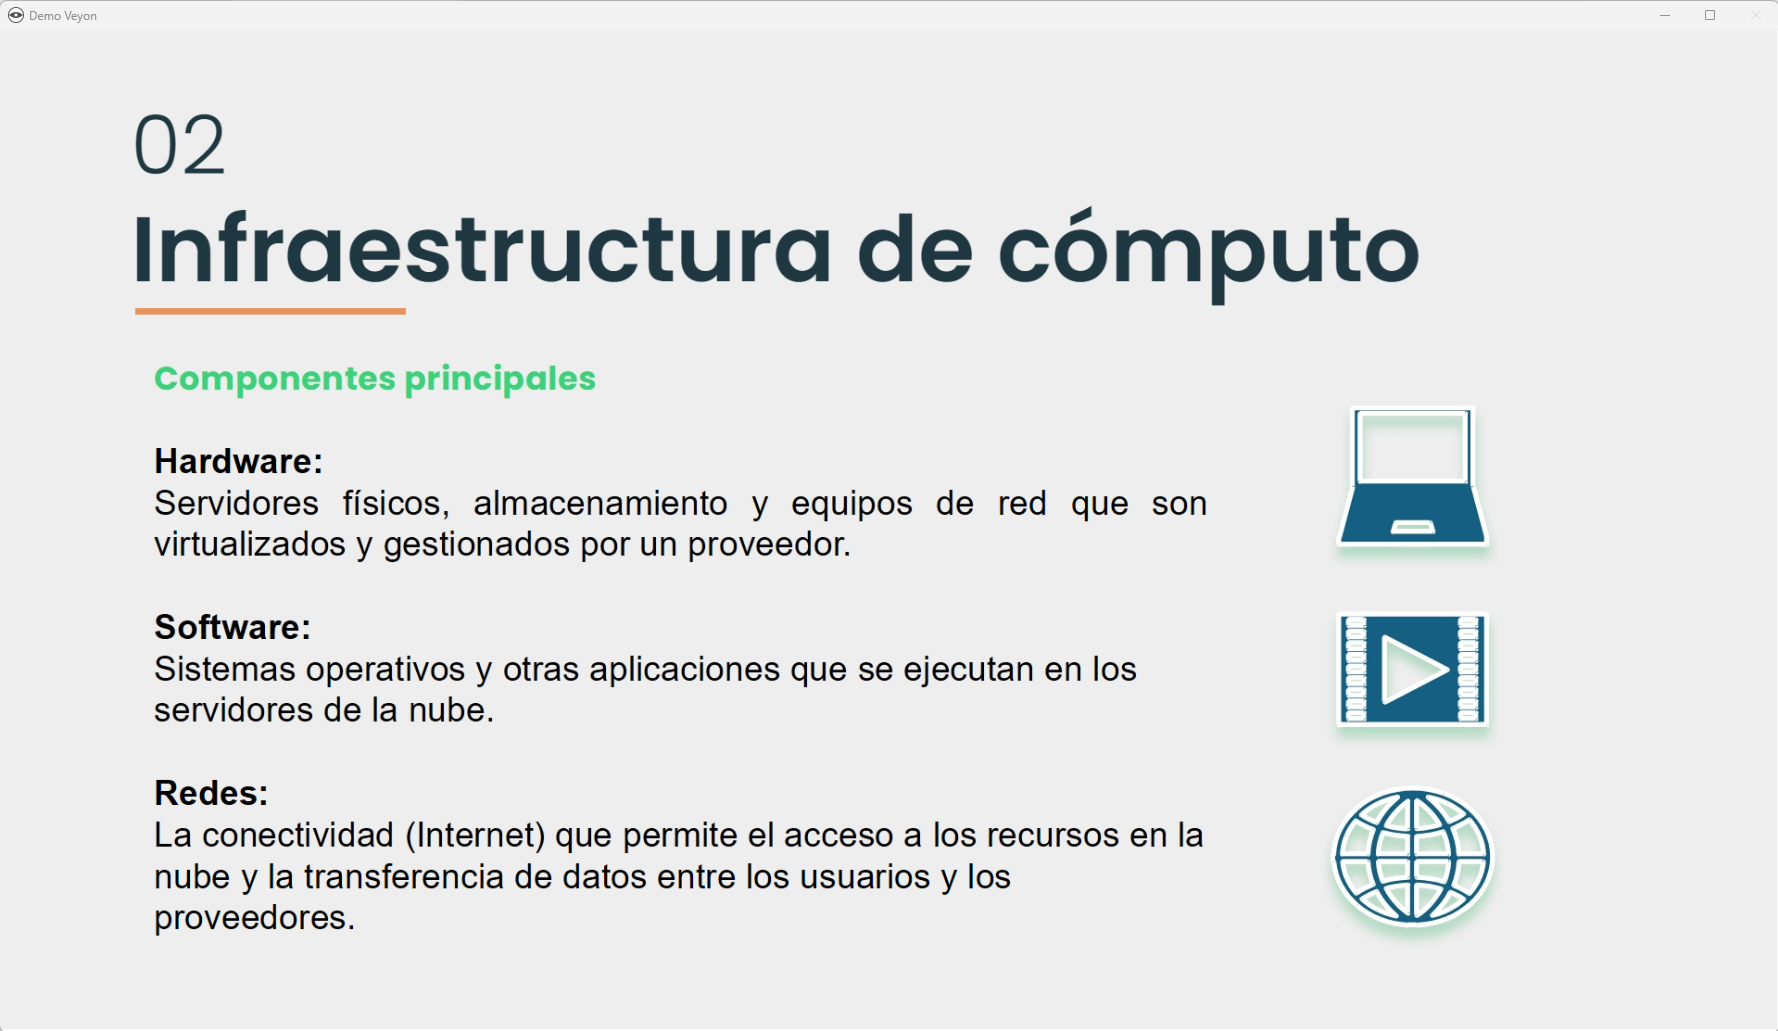 Demo Veyon
02
Infraestructura de cómputo
Componentes principales
Hardware:
Servidores físicos, almacenamiento y equipos de red que son
virtualizados y gestionados por un proveedor.
Software:
Sistemas operativos y otras aplicaciones que se ejecutan en los
servidores de la nube.
Redes:
La conectividad (Internet) que permite el acceso a los recursos en la
nube y la transferencia de datos entre los usuarios y los
proveedores.